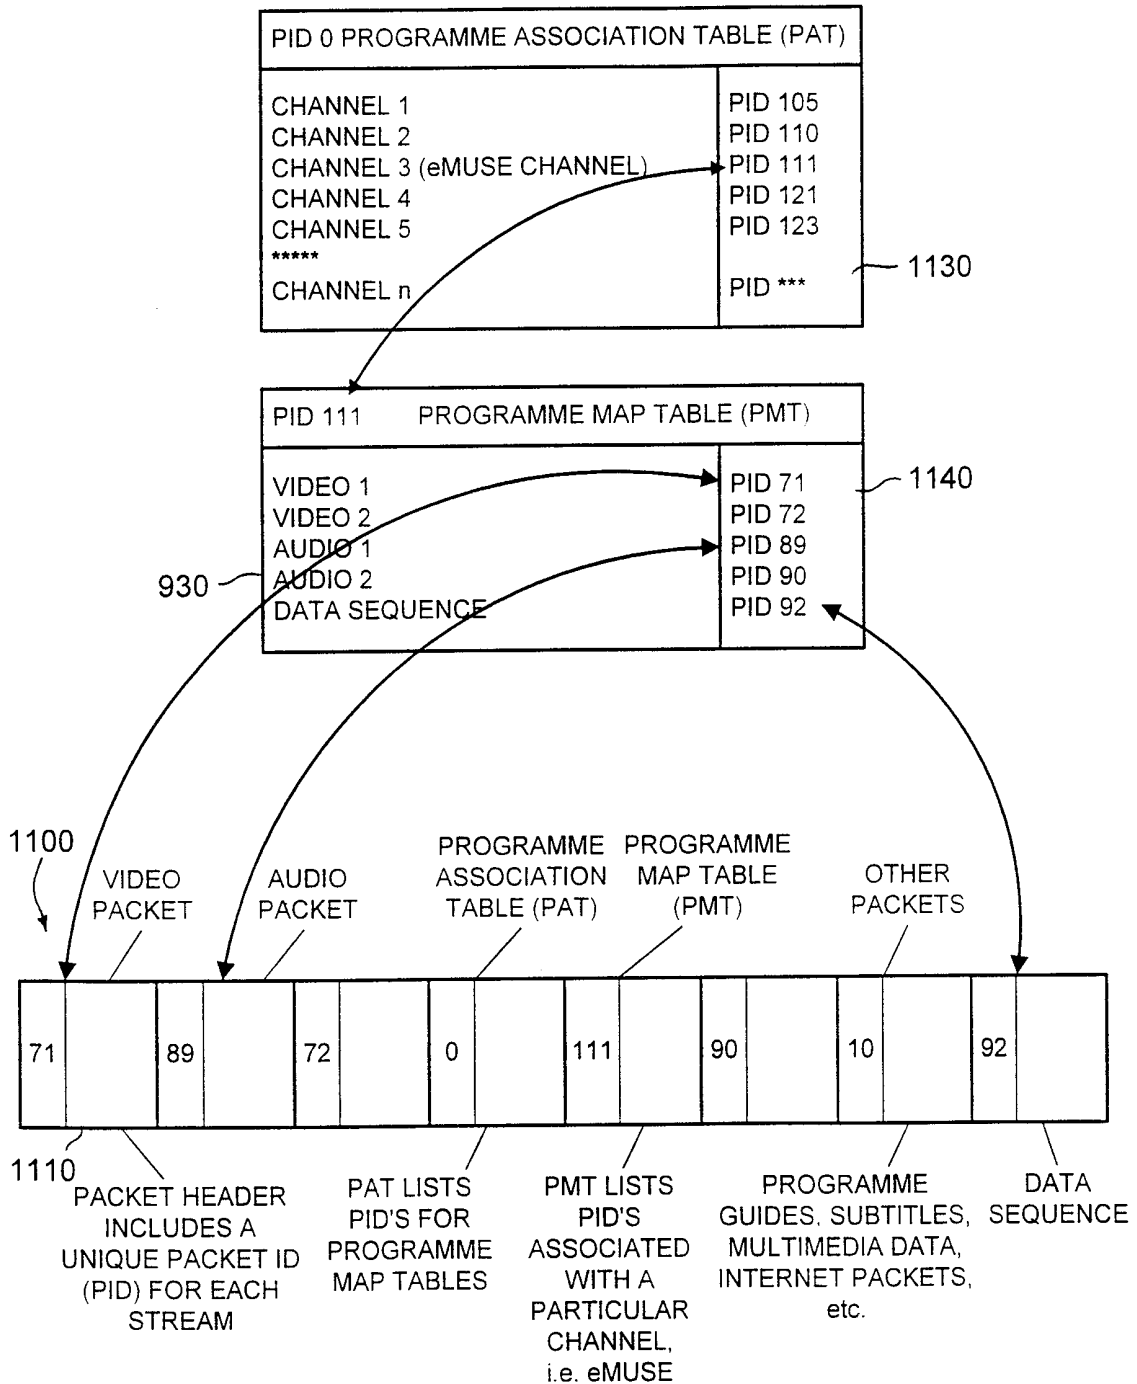 PID 0 PROGRAMME ASSOCIATION TABLE (PAT)
CHANNEL 1 PID 105
CHANNEL 2 PID 110
CHANNEL 3 (eMUSE CHANNEL) PID 111
CHANNEL 4 PID 121
CHANNEL 5 PID 123
*****
CHANNEL n PID ***
1130
PID 111 PROGRAMME MAP TABLE (PMT)
VIDEO 1 PID 71
VIDEO 2 PID 72
AUDIO 1 PID 89
AUDIO 2 PID 90
DATA SEQUENCE PID 92
1140
930
1100
VIDEO
PACKET
AUDIO
PACKET
PROGRAMME
ASSOCIATION
TABLE (PAT)
PROGRAMME
MAP TABLE
(PMT)
OTHER
PACKETS
71 89 72 0 111 90 10 92
1110
PACKET HEADER
INCLUDES A
UNIQUE PACKET ID
(PID) FOR EACH
STREAM
PAT LISTS
PID'S FOR
PROGRAMME
MAP TABLES
PMT LISTS
PID'S
ASSOCIATED
WITH A
PARTICULAR
CHANNEL,
i.e. eMUSE
PROGRAMME
GUIDES, SUBTITLES,
MULTIMEDIA DATA,
INTERNET PACKETS,
etc.
DATA
SEQUENCE